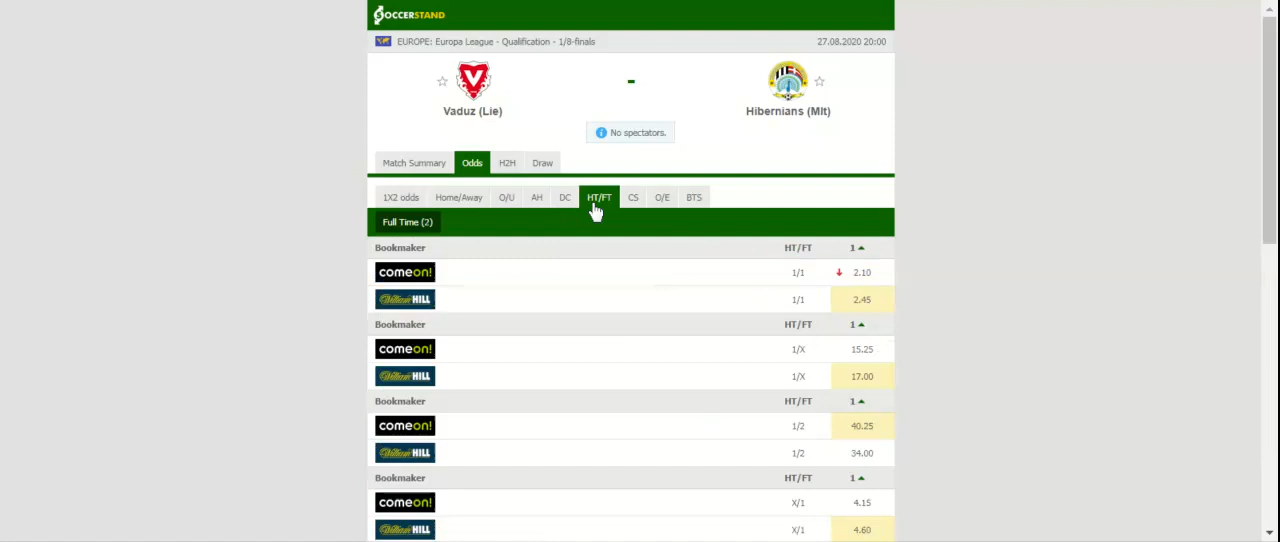 SOCCERSTAND
EUROPE: Europa League - Qualification - 1/8-finals 27.08.2020 20:00
-
Vaduz (Lie) Hibernians (Mlt)
No spectators.
Match Summary Odds H2H Draw
1X2 odds Home/Away O/U AH DC HT/FT CS O/E BTS
Full Time (2)
Bookmaker HT/FT 1
comeon! 1/1 2.10
William HILL 1/1 2.45
Bookmaker HT/FT 1
comeon! 1/X 15.25
William HILL 1/X 17.00
Bookmaker HT/FT 1
comeon! 1/2 40.25
William HILL 1/2 34.00
Bookmaker HT/FT 1
comeon! X/1 4.15
William HILL X/1 4.60